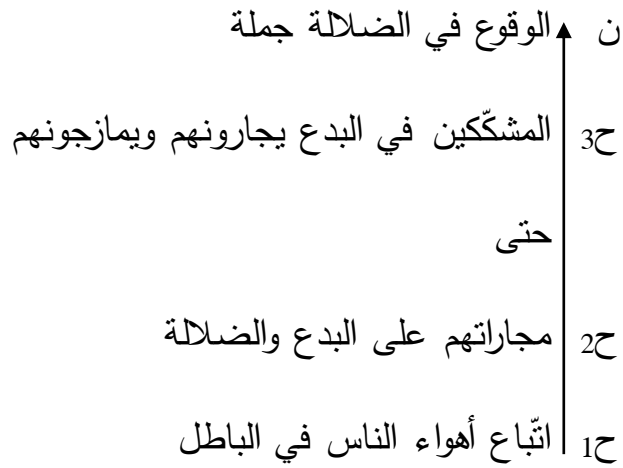 ن الوقوع في الضلالة جملة
ح3 المشكّكين في البدع يجارونهم ويمازجونهم
حتى
ح2 مجاراتهم على البدع والضلالة
ح1 اتّباع أهواء الناس في الباطل